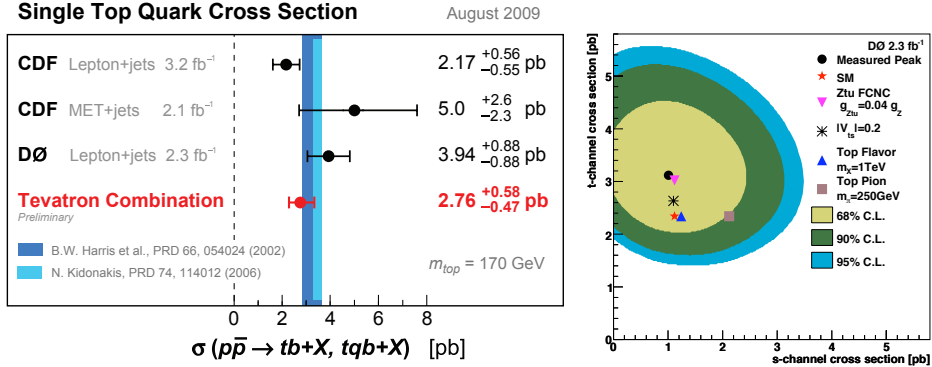 Single Top Quark Cross Section August 2009
CDF Lepton+jets 3.2 fb⁻¹ 2.17 +0.56 −0.55 pb
CDF MET+jets 2.1 fb⁻¹ 5.0 +2.6 −2.3 pb
DØ Lepton+jets 2.3 fb⁻¹ 3.94 +0.88 −0.88 pb
Tevatron Combination 2.76 +0.58 −0.47 pb
Preliminary
B.W. Harris et al., PRD 66, 054024 (2002)
N. Kidonakis, PRD 74, 114012 (2006)
m_top = 170 GeV
0 2 4 6 8
σ (pp̄ → tb+X, tqb+X) [pb]
t-channel cross section [pb]
5
4
3
2
1
0
DØ 2.3 fb⁻¹
Measured Peak
SM
Ztu FCNC
g_Ztu=0.04 g_Z
|V_ts|=0.2
Top Flavor
m_X=1TeV
Top Pion
m_π=250GeV
68% C.L.
90% C.L.
95% C.L.
0 1 2 3 4 5
s-channel cross section [pb]